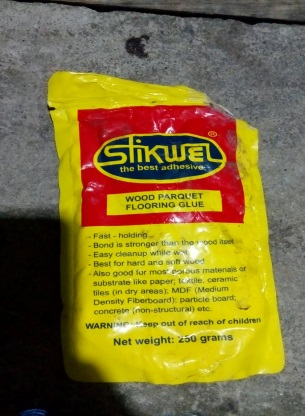 ®
Stikwel
the best adhesive
WOOD PARQUET
FLOORING GLUE
- Fast - holding
- Bond is stronger than the wood itself
- Easy cleanup while wet
- Best for hard and soft wood
- Also good for most porous materials or
substrate like paper; textile, ceramic
tiles (in dry areas); MDF (Medium
Density Fiberboard); particle board;
concrete (non-structural) etc.
WARNING: Keep out of reach of children
Net weight: 250 grams